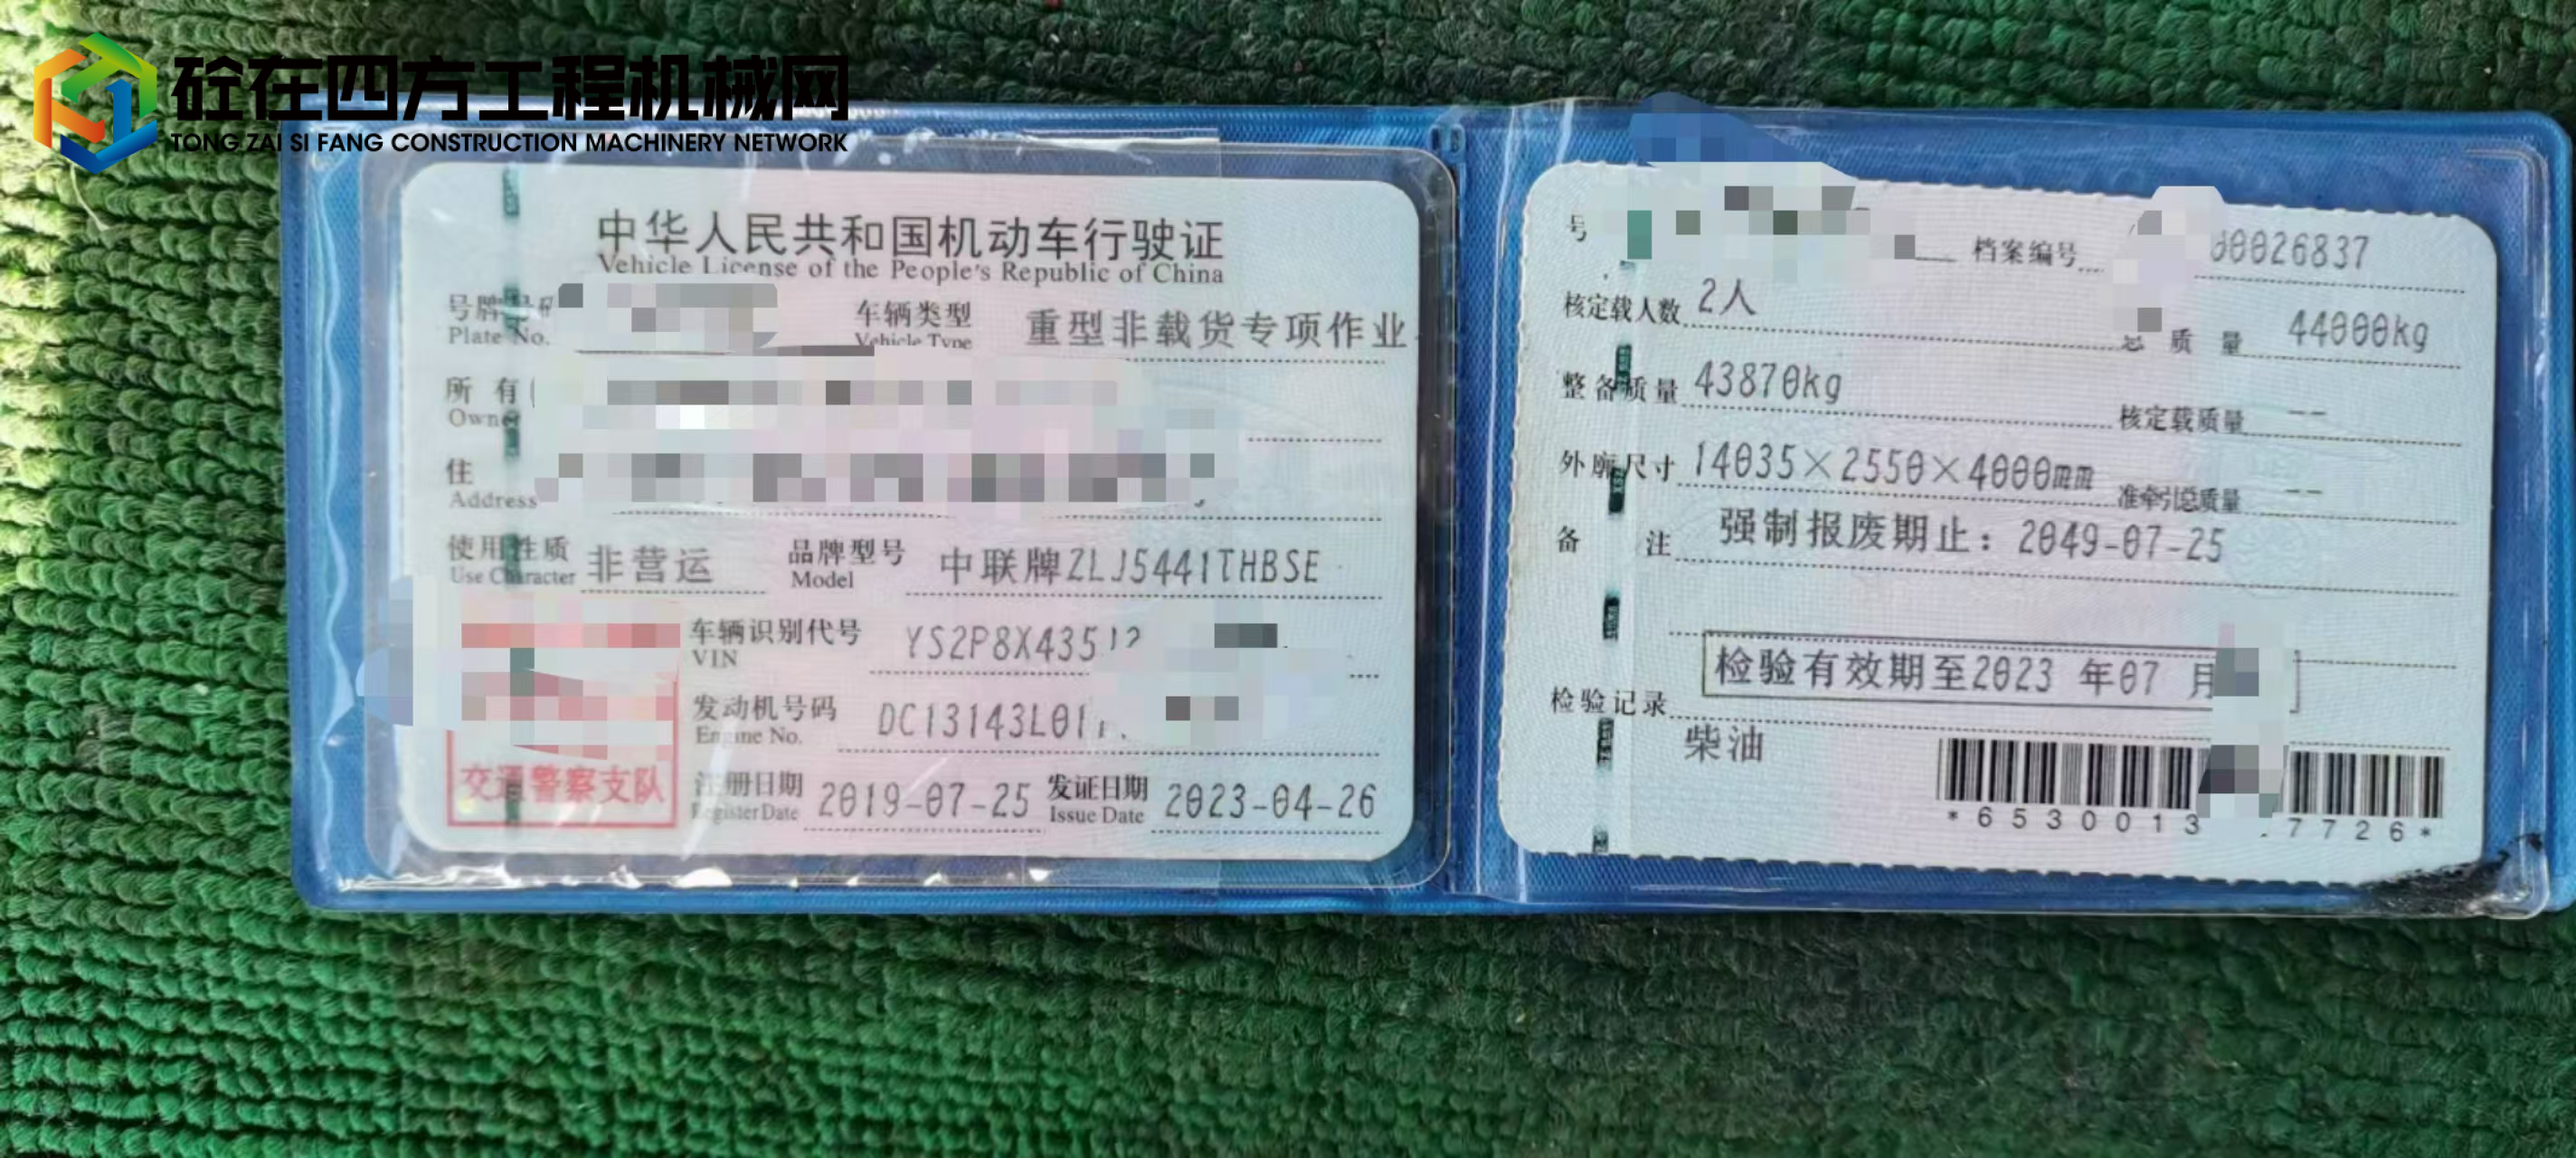 砼在四方工程机械网
TONG ZAI SI FANG CONSTRUCTION MACHINERY NETWORK
中华人民共和国机动车行驶证
Vehicle License of the People's Republic of China
号牌号码
Plate No.
车辆类型 重型非载货专项作业
Vehicle Type
所有
Owner
住
Address
使用性质 非营运 品牌型号 中联牌ZLJ5441THBSE
Use Character Model
车辆识别代号 YS2P8X43512
VIN
发动机号码 DC13143L01
Engine No.
注册日期 2019-07-25 发证日期 2023-04-26
Register Date Issue Date
交通警察支队
号 档案编号 00026837
核定载人数 2人 总质量 44000kg
整备质量 43870kg 核定载质量 --
外廓尺寸 14035×2550×4000mm 准牵引总质量 --
备注 强制报废期止：2049-07-25
检验有效期至2023 年07 月
检验记录
柴油
*6530013 7726*